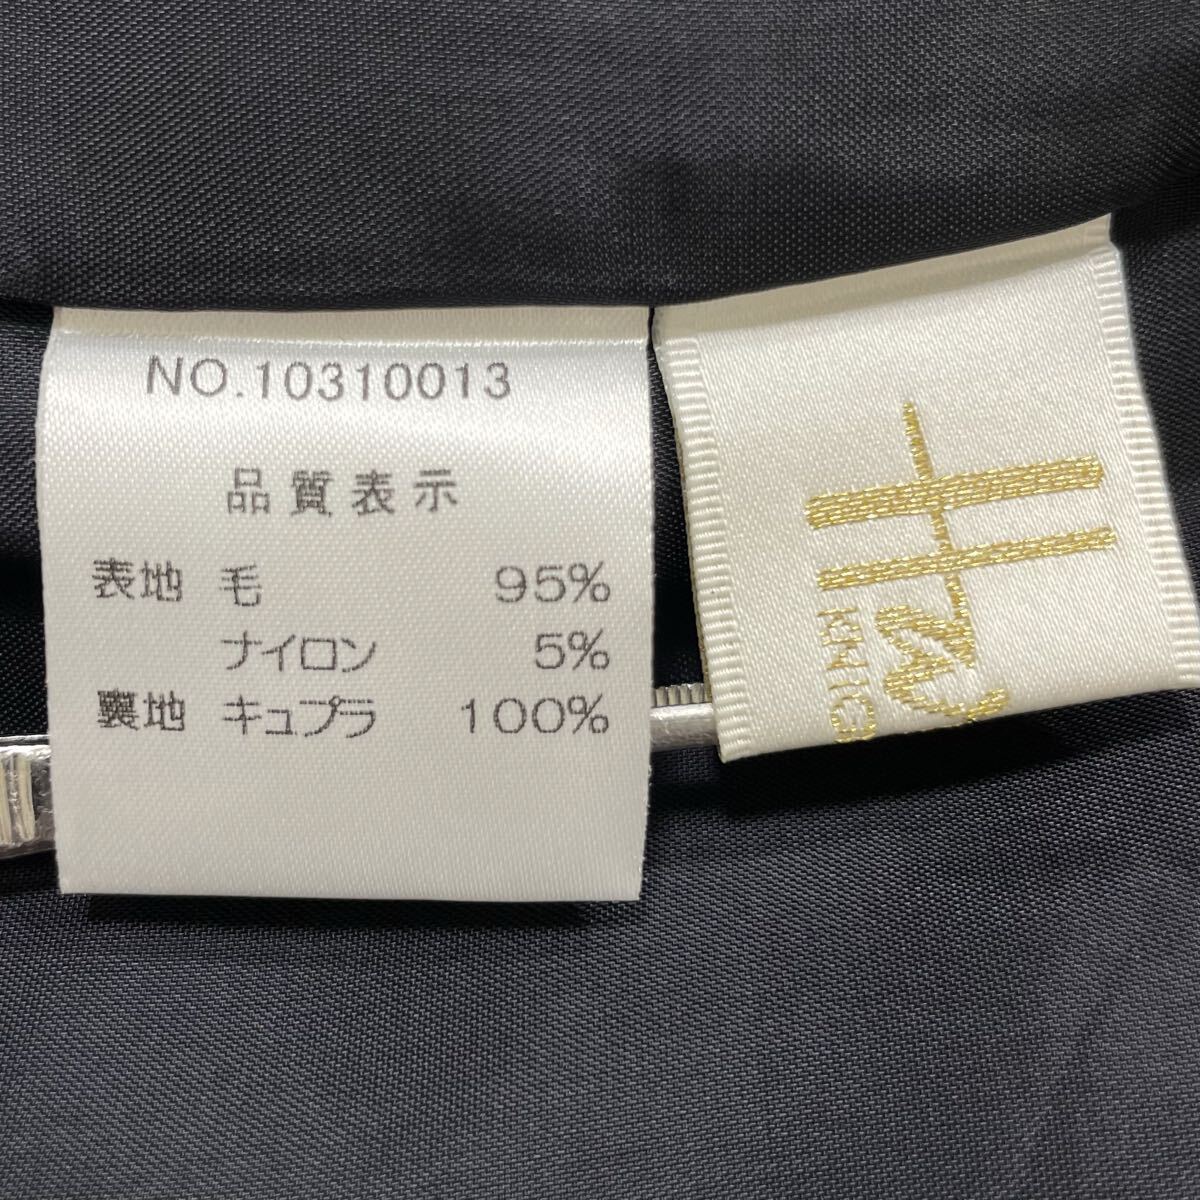 NO.10310013
品質表示
表地 毛 95%
ナイロン 5%
裏地 キュプラ 100%